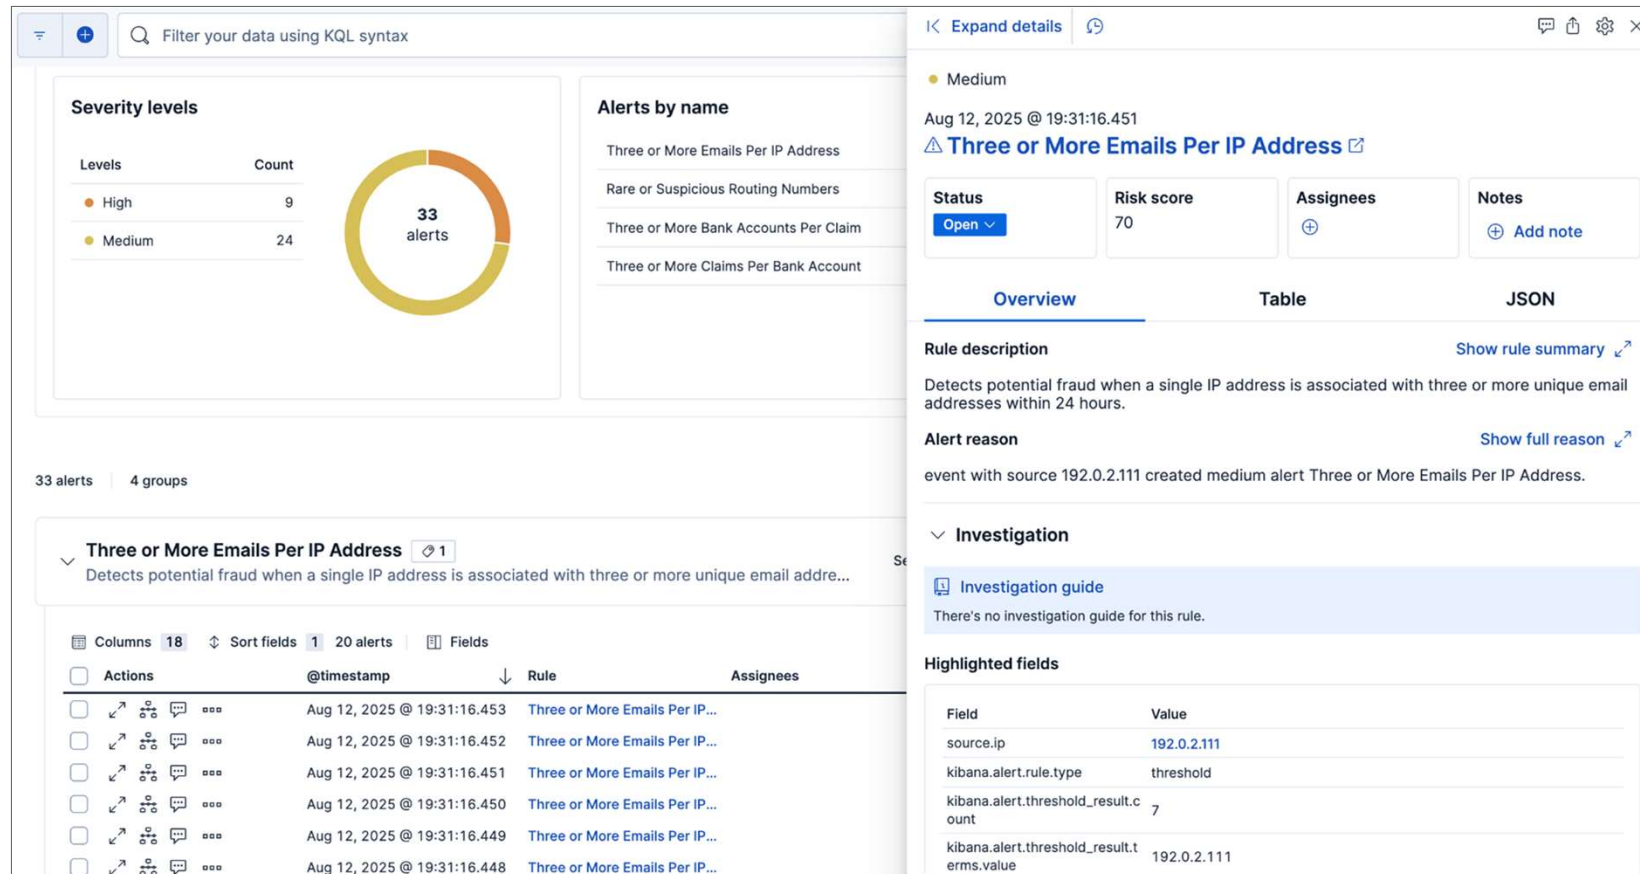 Filter your data using KQL syntax
Severity levels
Levels Count
High 9
Medium 24
33
alerts
Alerts by name
Three or More Emails Per IP Address
Rare or Suspicious Routing Numbers
Three or More Bank Accounts Per Claim
Three or More Claims Per Bank Account
33 alerts 4 groups
Three or More Emails Per IP Address 1
Detects potential fraud when a single IP address is associated with three or more unique email addre...
Se
Columns 18 Sort fields 1 20 alerts Fields
Actions @timestamp Rule Assignees
Aug 12, 2025 @ 19:31:16.453 Three or More Emails Per IP...
Aug 12, 2025 @ 19:31:16.452 Three or More Emails Per IP...
Aug 12, 2025 @ 19:31:16.451 Three or More Emails Per IP...
Aug 12, 2025 @ 19:31:16.450 Three or More Emails Per IP...
Aug 12, 2025 @ 19:31:16.449 Three or More Emails Per IP...
Aug 12, 2025 @ 19:31:16.448 Three or More Emails Per IP...
Expand details
Medium
Aug 12, 2025 @ 19:31:16.451
Three or More Emails Per IP Address
Status Risk score Assignees Notes
Open 70 Add note
Overview Table JSON
Rule description Show rule summary
Detects potential fraud when a single IP address is associated with three or more unique email
addresses within 24 hours.
Alert reason Show full reason
event with source 192.0.2.111 created medium alert Three or More Emails Per IP Address.
Investigation
Investigation guide
There's no investigation guide for this rule.
Highlighted fields
Field Value
source.ip 192.0.2.111
kibana.alert.rule.type threshold
kibana.alert.threshold_result.c
ount 7
kibana.alert.threshold_result.t
erms.value 192.0.2.111